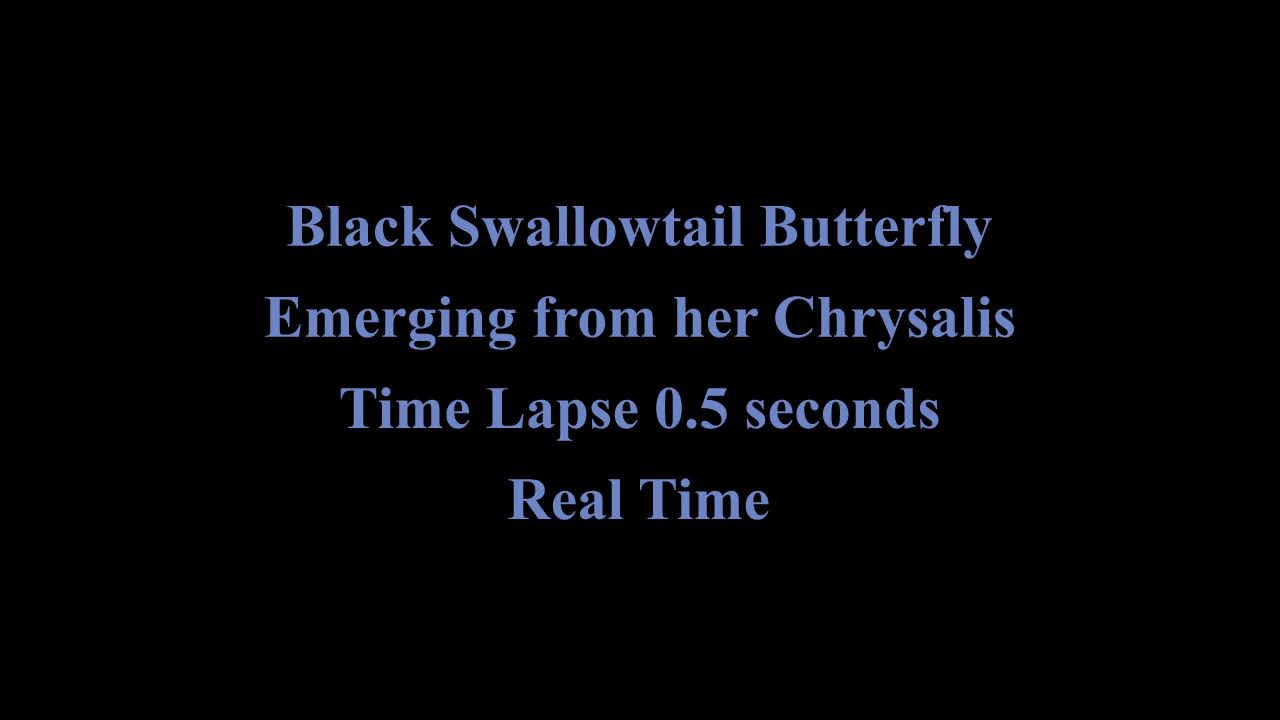 Black Swallowtail Butterfly
Emerging from her Chrysalis
Time Lapse 0.5 seconds
Real Time